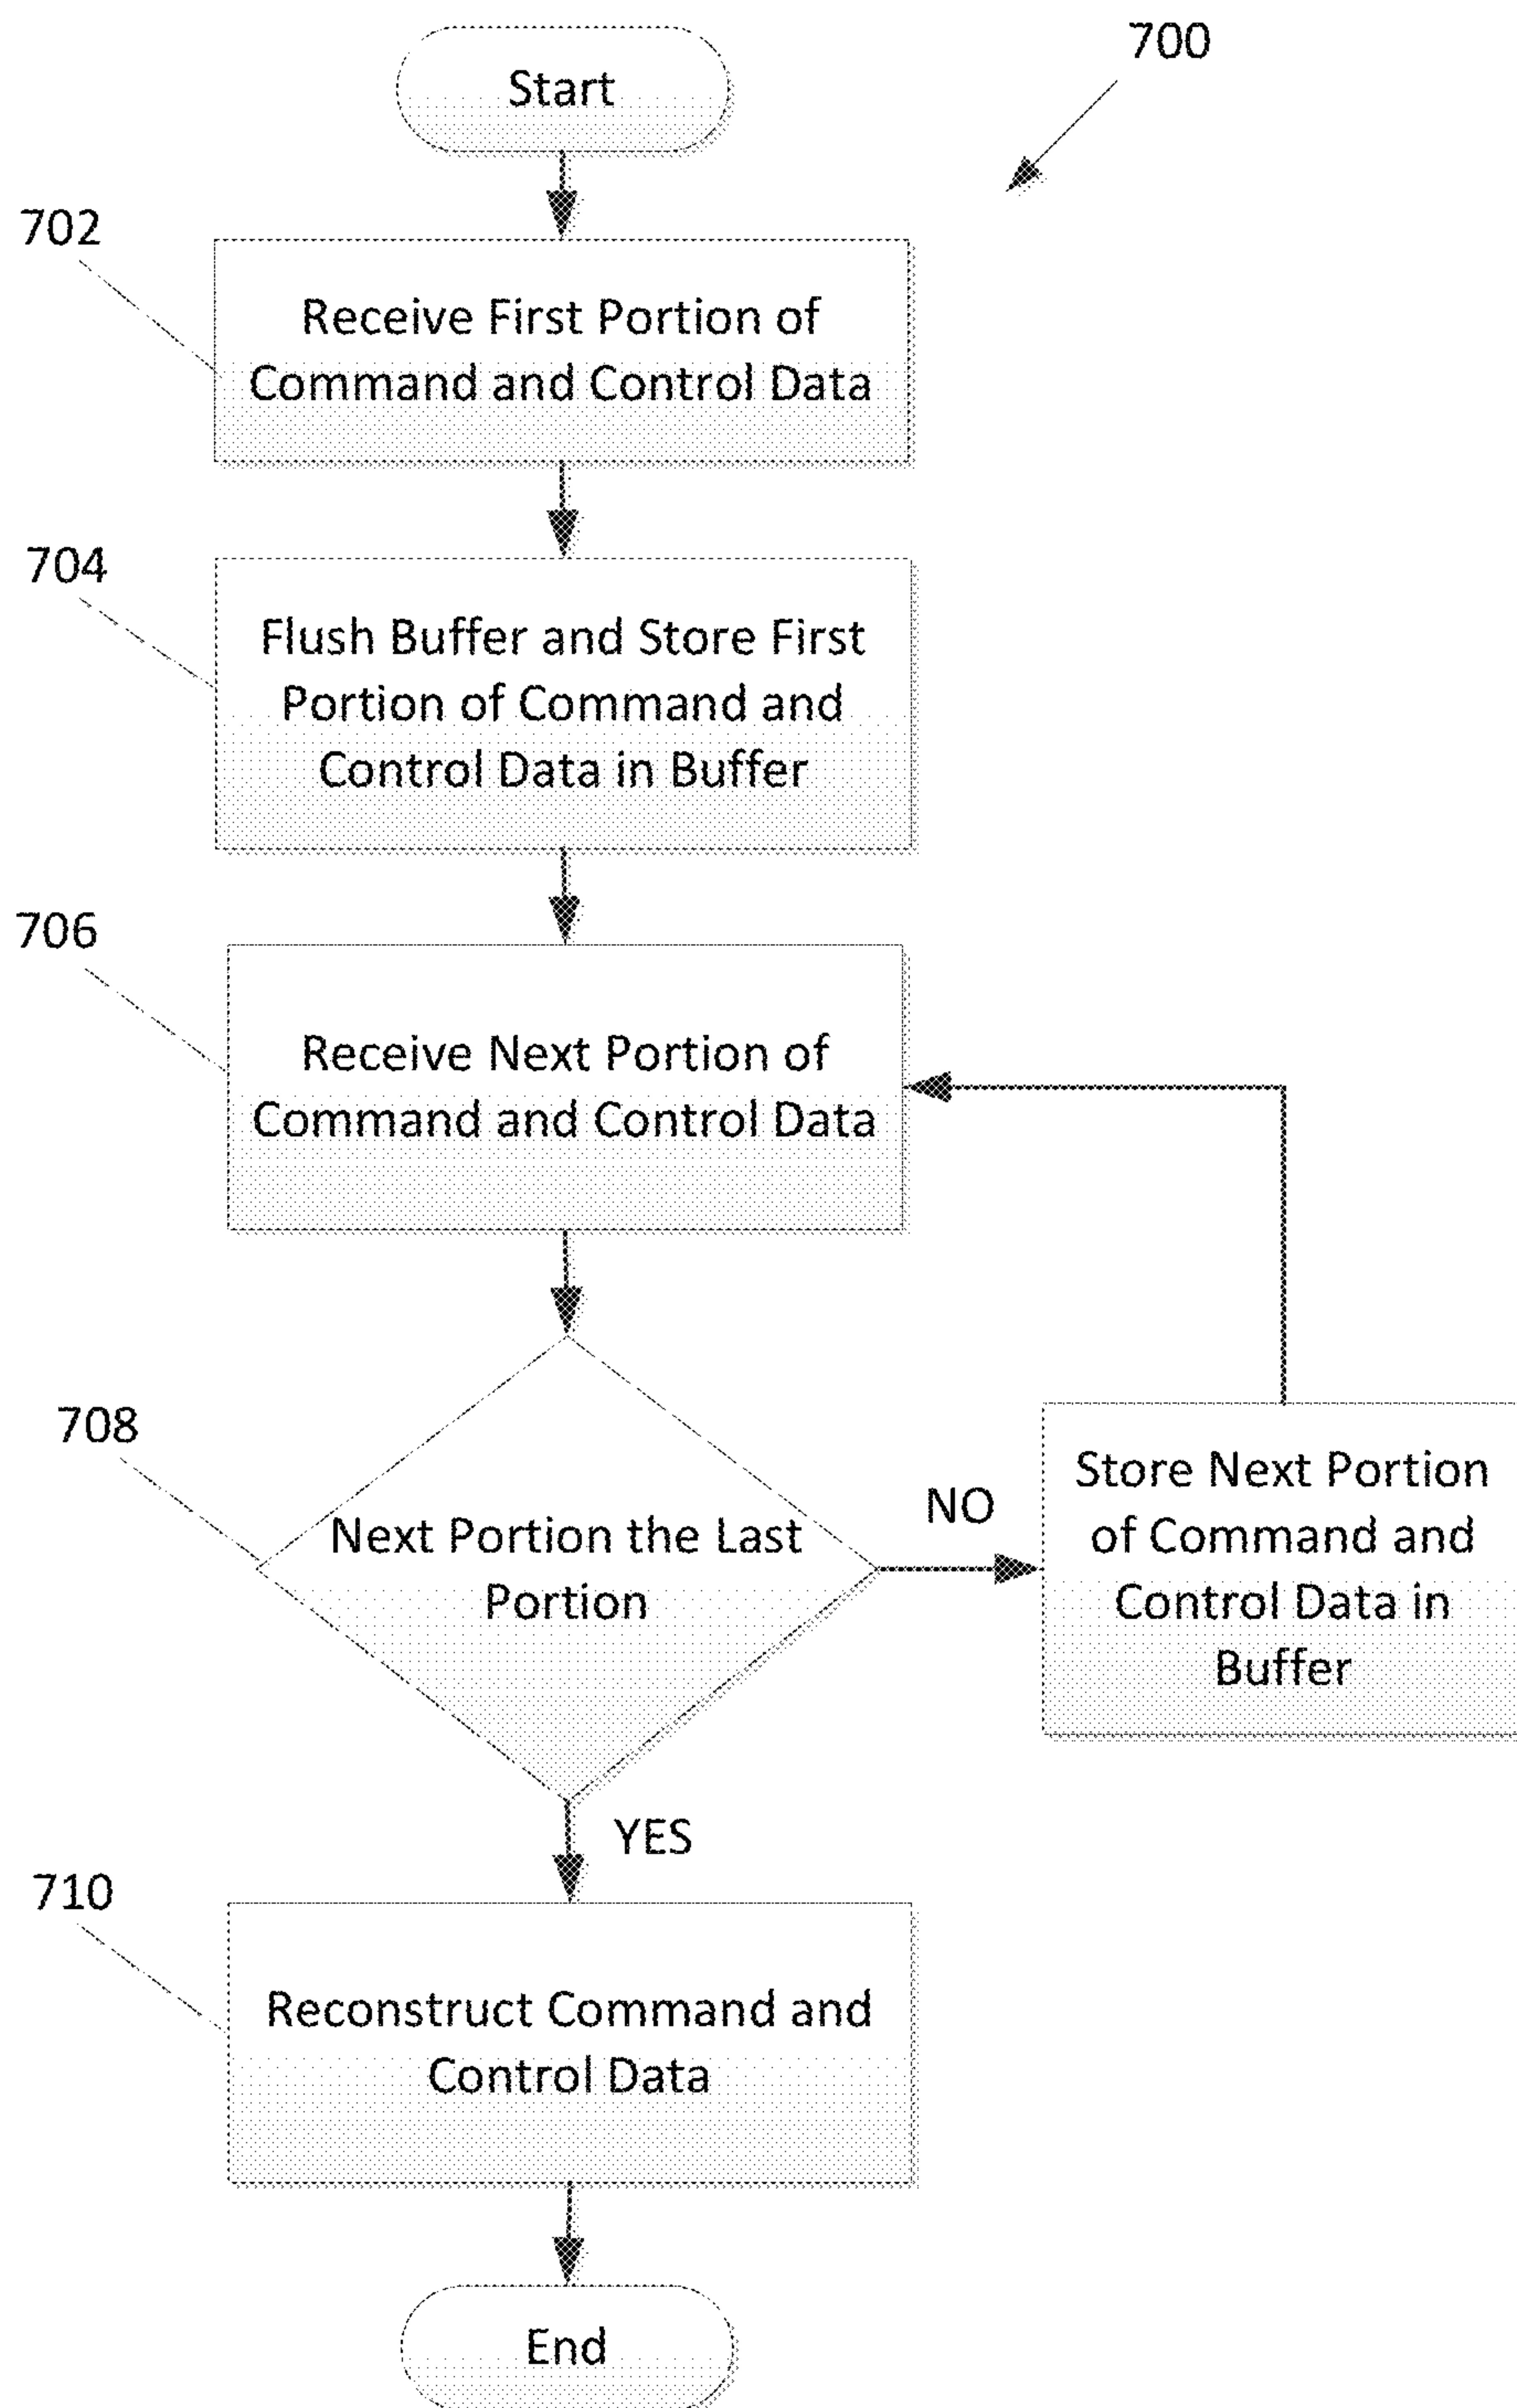 700
Start
702
Receive First Portion of
Command and Control Data
704
Flush Buffer and Store First
Portion of Command and
Control Data in Buffer
706
Receive Next Portion of
Command and Control Data
708
Next Portion the Last
Portion
NO
Store Next Portion
of Command and
Control Data in
Buffer
YES
710
Reconstruct Command and
Control Data
End